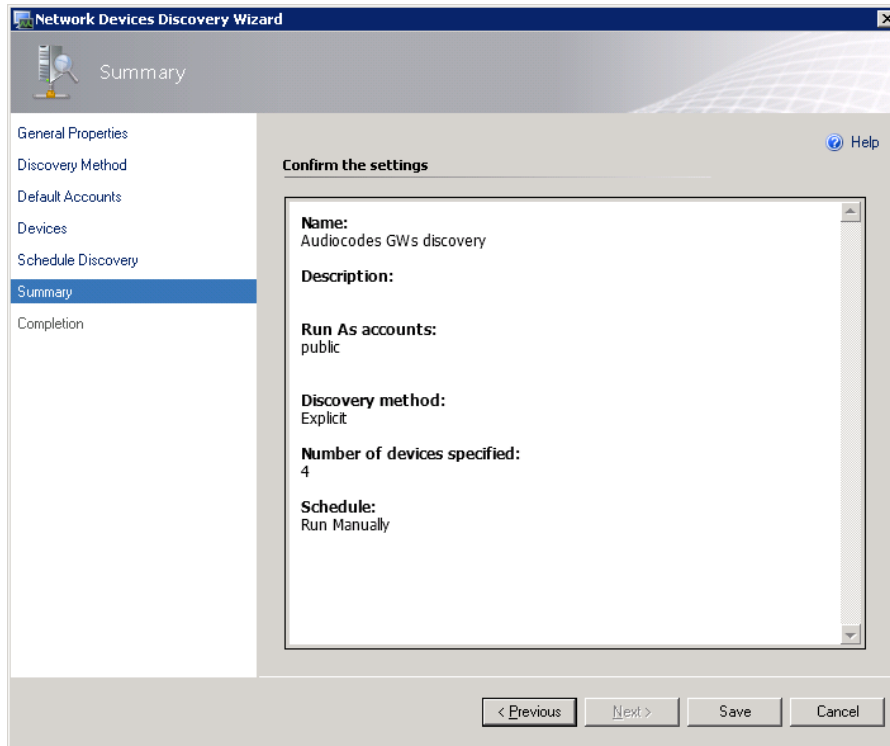 Network Devices Discovery Wizard
Summary
General Properties
Discovery Method
Default Accounts
Devices
Schedule Discovery
Summary
Completion
Help
Confirm the settings
Name:
Audiocodes GWs discovery
Description:
Run As accounts:
public
Discovery method:
Explicit
Number of devices specified:
4
Schedule:
Run Manually
< Previous
Next >
Save
Cancel